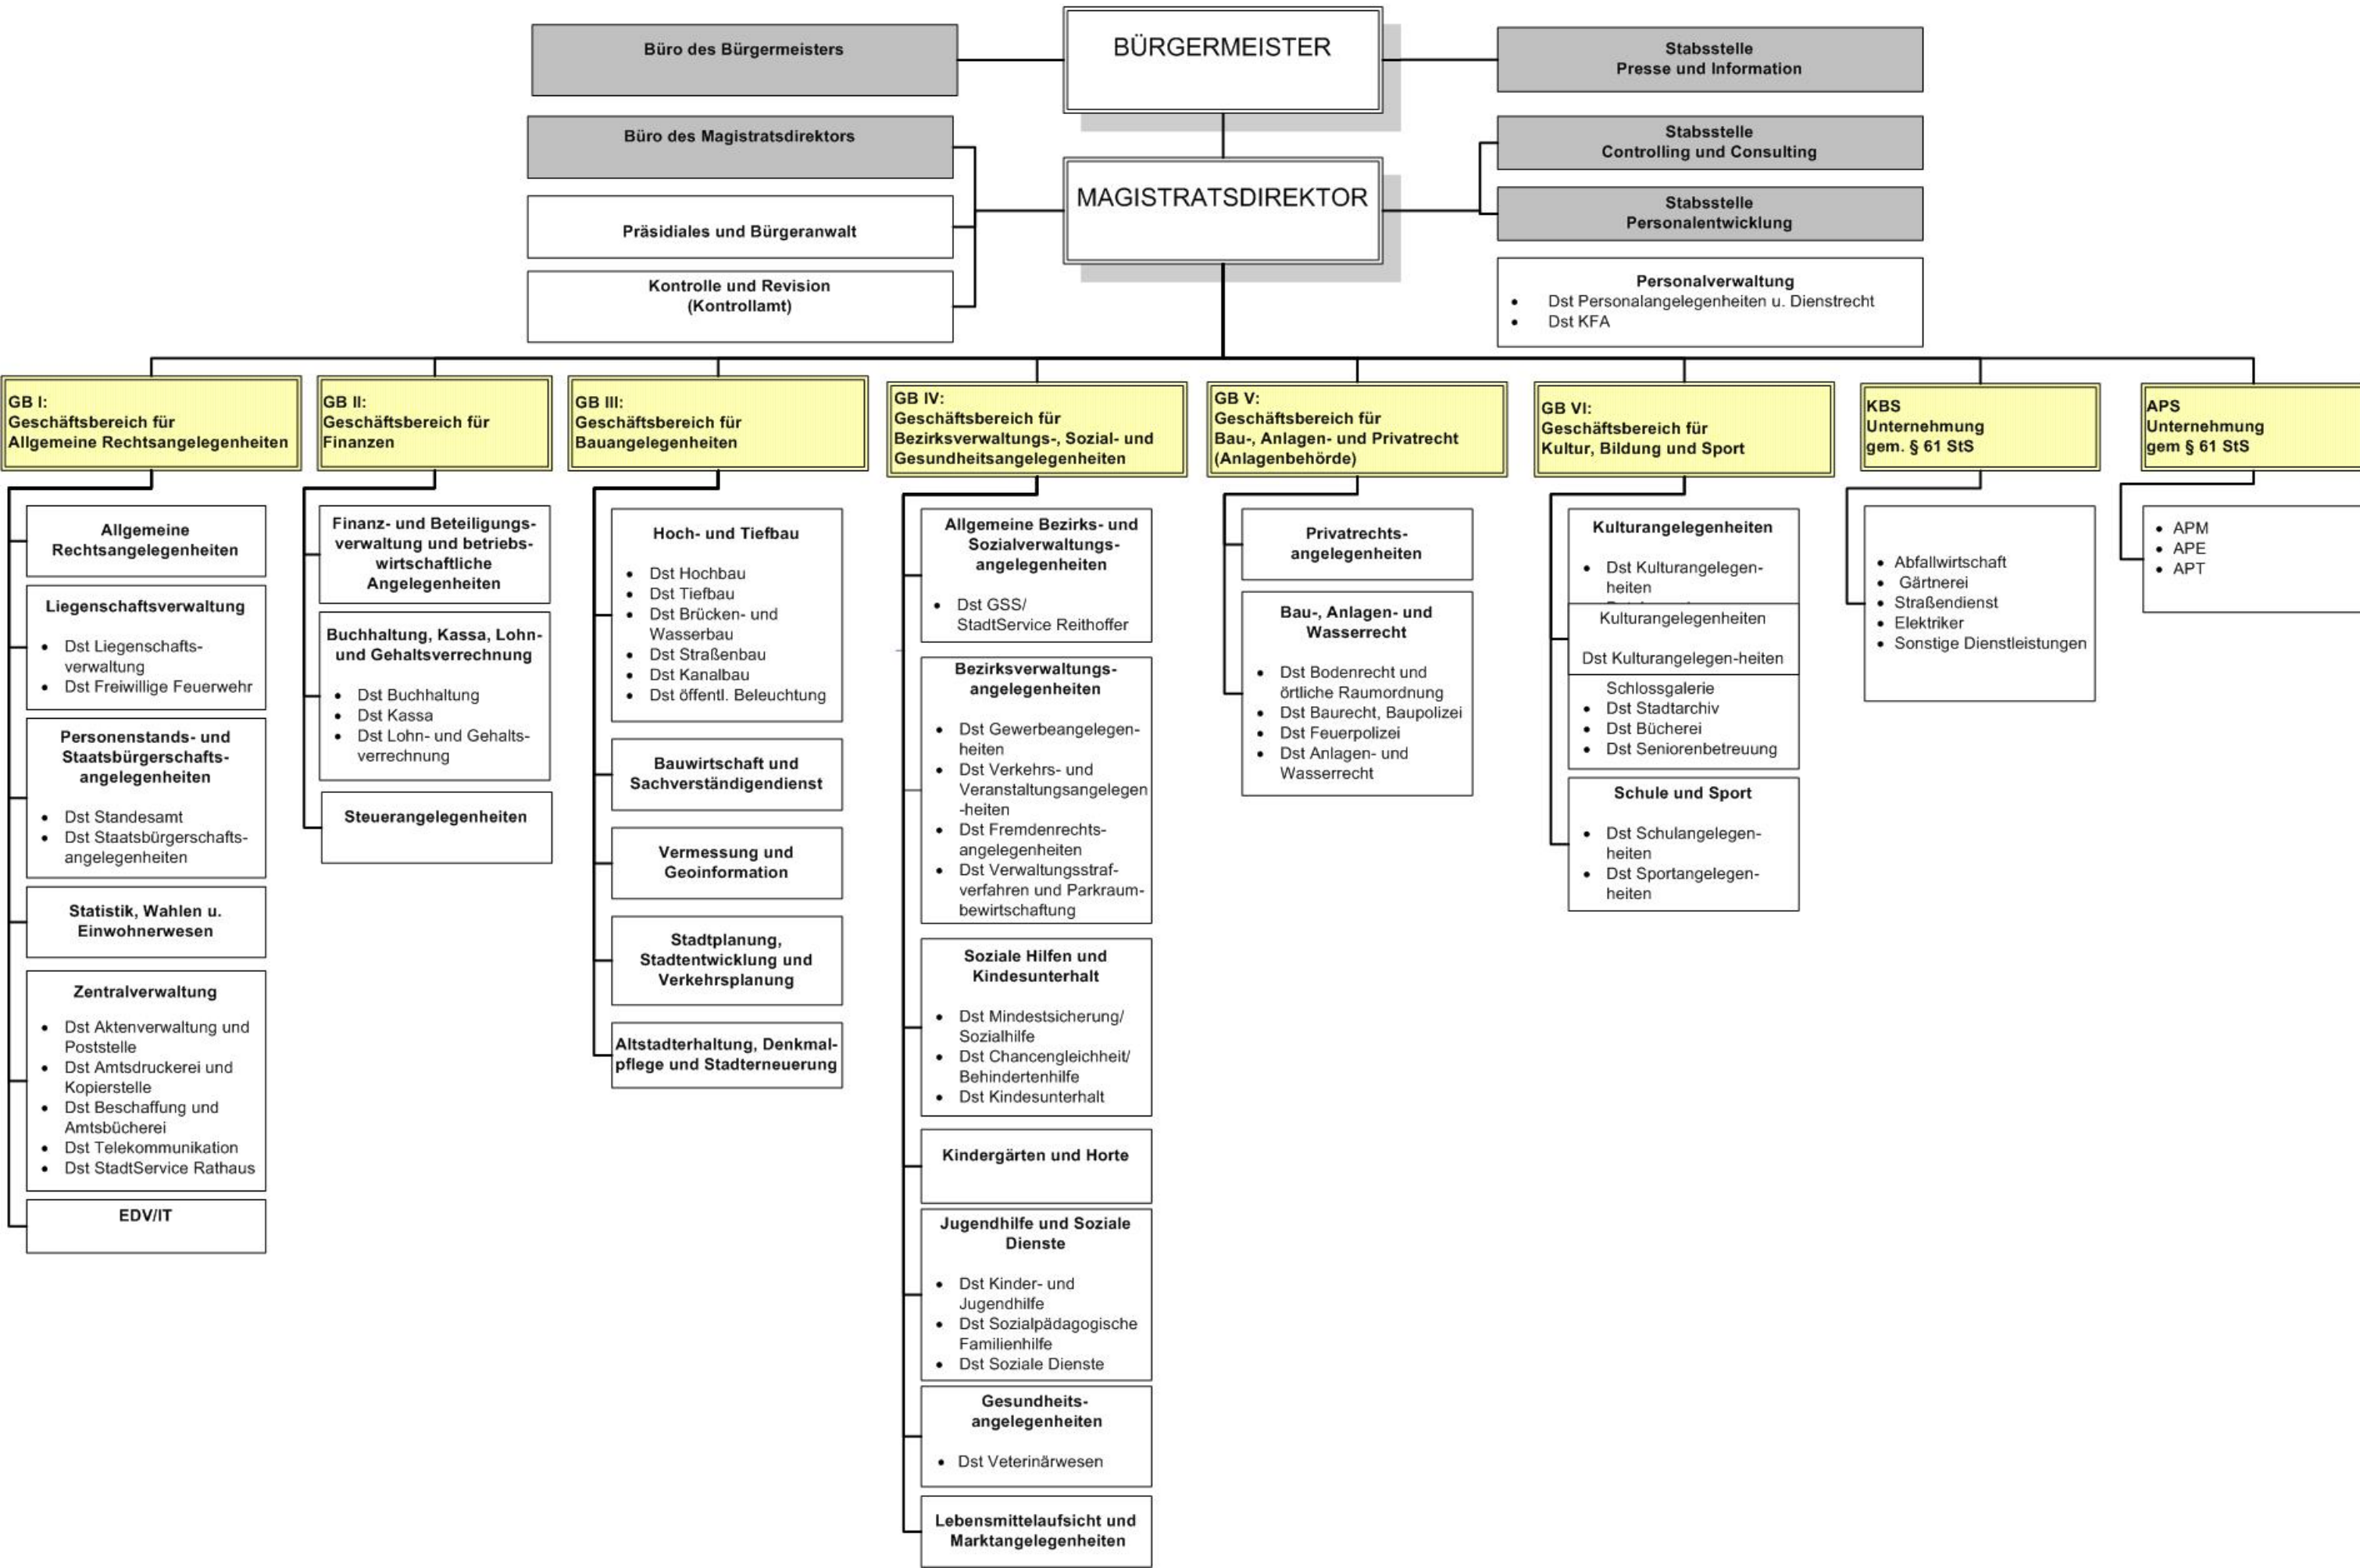 Büro des Bürgermeisters
BÜRGERMEISTER
Stabsstelle
Presse und Information
Büro des Magistratsdirektors
Präsidiales und Bürgeranwalt
Kontrolle und Revision
(Kontrollamt)
MAGISTRATSDIREKTOR
Stabsstelle
Controlling und Consulting
Stabsstelle
Personalentwicklung
Personalverwaltung
• Dst Personalangelegenheiten u. Dienstrecht
• Dst KFA
GB I:
Geschäftsbereich für
Allgemeine Rechtsangelegenheiten
Allgemeine
Rechtsangelegenheiten
Liegenschaftsverwaltung
• Dst Liegenschafts-
verwaltung
• Dst Freiwillige Feuerwehr
Personenstands- und
Staatsbürgerschafts-
angelegenheiten
• Dst Standesamt
• Dst Staatsbürgerschafts-
angelegenheiten
Statistik, Wahlen u.
Einwohnerwesen
Zentralverwaltung
• Dst Aktenverwaltung und
Poststelle
• Dst Amtsdruckerei und
Kopierstelle
• Dst Beschaffung und
Amtsbücherei
• Dst Telekommunikation
• Dst StadtService Rathaus
EDV/IT
GB II:
Geschäftsbereich für
Finanzen
Finanz- und Beteiligungs-
verwaltung und betriebs-
wirtschaftliche
Angelegenheiten
Buchhaltung, Kassa, Lohn-
und Gehaltsverrechnung
• Dst Buchhaltung
• Dst Kassa
• Dst Lohn- und Gehalts-
verrechnung
Steuerangelegenheiten
GB III:
Geschäftsbereich für
Bauangelegenheiten
Hoch- und Tiefbau
• Dst Hochbau
• Dst Tiefbau
• Dst Brücken- und
Wasserbau
• Dst Straßenbau
• Dst Kanalbau
• Dst öffentl. Beleuchtung
Bauwirtschaft und
Sachverständigendienst
Vermessung und
Geoinformation
Stadtplanung,
Stadtentwicklung und
Verkehrsplanung
Altstadterhaltung, Denkmal-
pflege und Stadterneuerung
GB IV:
Geschäftsbereich für
Bezirksverwaltungs-, Sozial- und
Gesundheitsangelegenheiten
Allgemeine Bezirks- und
Sozialverwaltungs-
angelegenheiten
• Dst GSS/
StadtService Reithoffer
Bezirksverwaltungs-
angelegenheiten
• Dst Gewerbeangelegen-
heiten
• Dst Verkehrs- und
Veranstaltungsangelegen
-heiten
• Dst Fremdenrechts-
angelegenheiten
• Dst Verwaltungsstraf-
verfahren und Parkraum-
bewirtschaftung
Soziale Hilfen und
Kindesunterhalt
• Dst Mindestsicherung/
Sozialhilfe
• Dst Chancengleichheit/
Behindertenhilfe
• Dst Kindesunterhalt
Kindergärten und Horte
Jugendhilfe und Soziale
Dienste
• Dst Kinder- und
Jugendhilfe
• Dst Sozialpädagogische
Familienhilfe
• Dst Soziale Dienste
Gesundheits-
angelegenheiten
• Dst Veterinärwesen
Lebensmittelaufsicht und
Marktangelegenheiten
GB V:
Geschäftsbereich für
Bau-, Anlagen- und Privatrecht
(Anlagenbehörde)
Privatrechts-
angelegenheiten
Bau-, Anlagen- und
Wasserrecht
• Dst Bodenrecht und
örtliche Raumordnung
• Dst Baurecht, Baupolizei
• Dst Feuerpolizei
• Dst Anlagen- und
Wasserrecht
GB VI:
Geschäftsbereich für
Kultur, Bildung und Sport
Kulturangelegenheiten
• Dst Kulturangelegen-
heiten
Kulturangelegenheiten
Dst Kulturangelegen-heiten
Schlossgalerie
• Dst Stadtarchiv
• Dst Bücherei
• Dst Seniorenbetreuung
Schule und Sport
• Dst Schulangelegen-
heiten
• Dst Sportangelegen-
heiten
KBS
Unternehmung
gem. § 61 StS
• Abfallwirtschaft
• Gärtnerei
• Straßendienst
• Elektriker
• Sonstige Dienstleistungen
APS
Unternehmung
gem § 61 StS
• APM
• APE
• APT